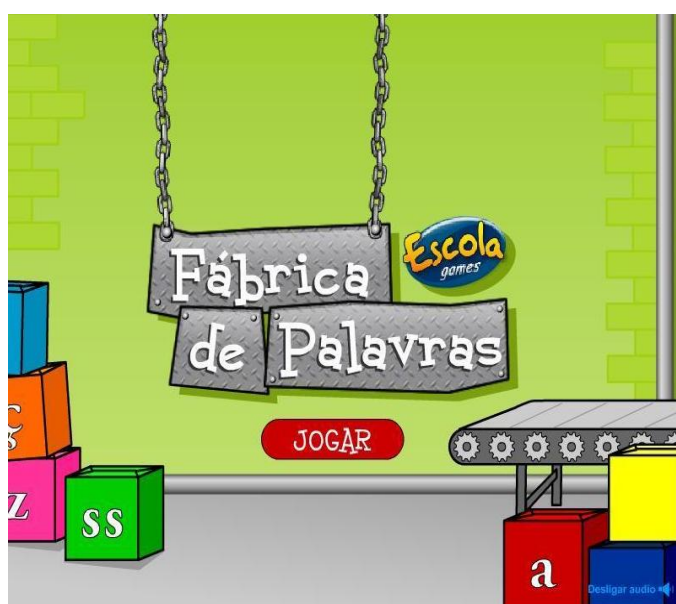 Fábrica
Escola
games
de Palavras
JOGAR
ç
z
ss
a
Desligar audio